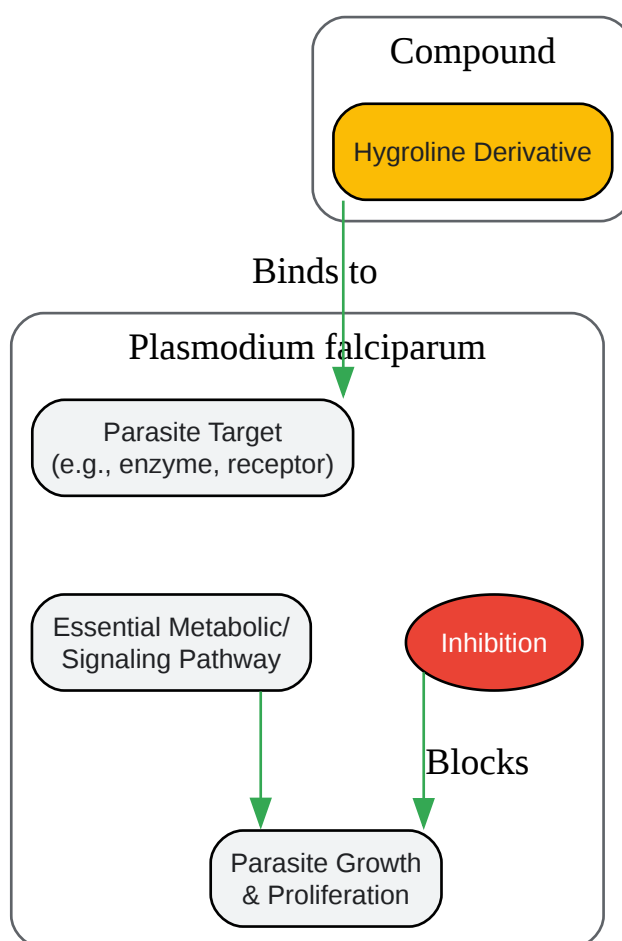 Compound
Hygroline Derivative
Binds to
Plasmodium falciparum
Parasite Target
(e.g., enzyme, receptor)
Essential Metabolic/
Signaling Pathway
Inhibition
Blocks
Parasite Growth
& Proliferation